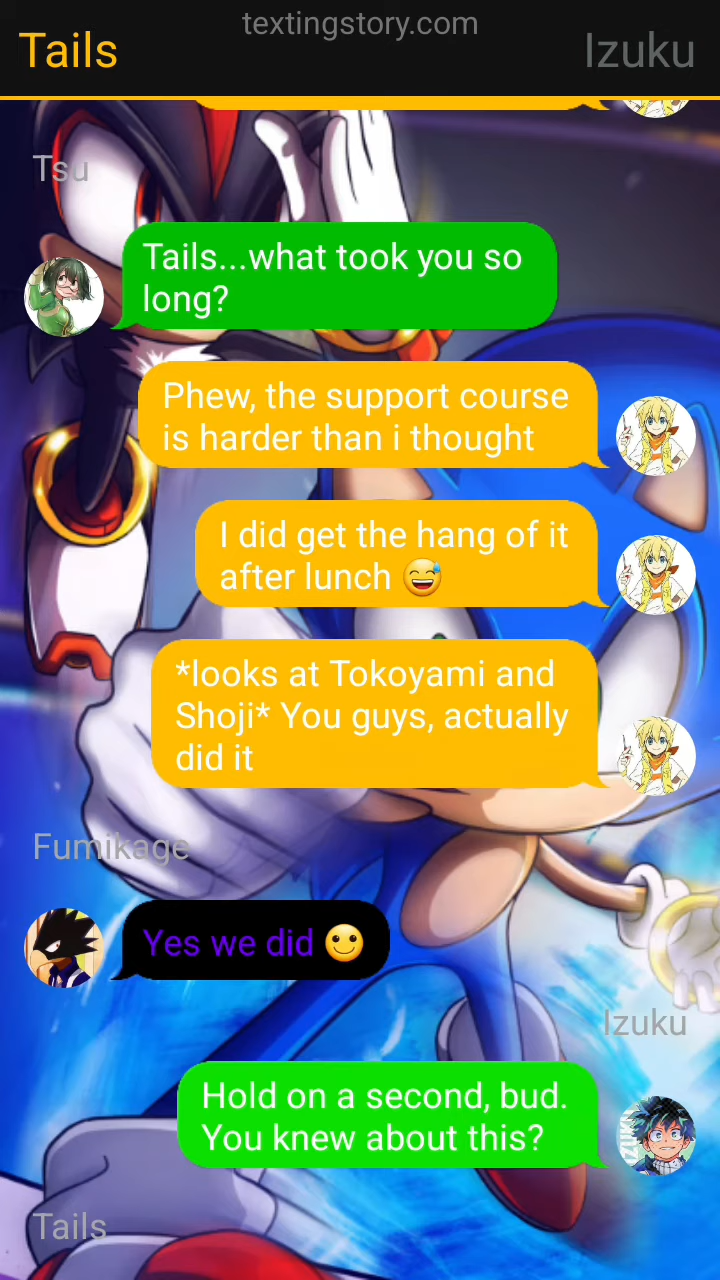 textingstory.com
Tails
Izuku
Tsu
Tails...what took you so
long?
Phew, the support course
is harder than i thought
I did get the hang of it
after lunch 😅
*looks at Tokoyami and
Shoji* You guys, actually
did it
Fumikage
Yes we did 🙂
Izuku
Hold on a second, bud.
You knew about this?
IZUKU
Tails